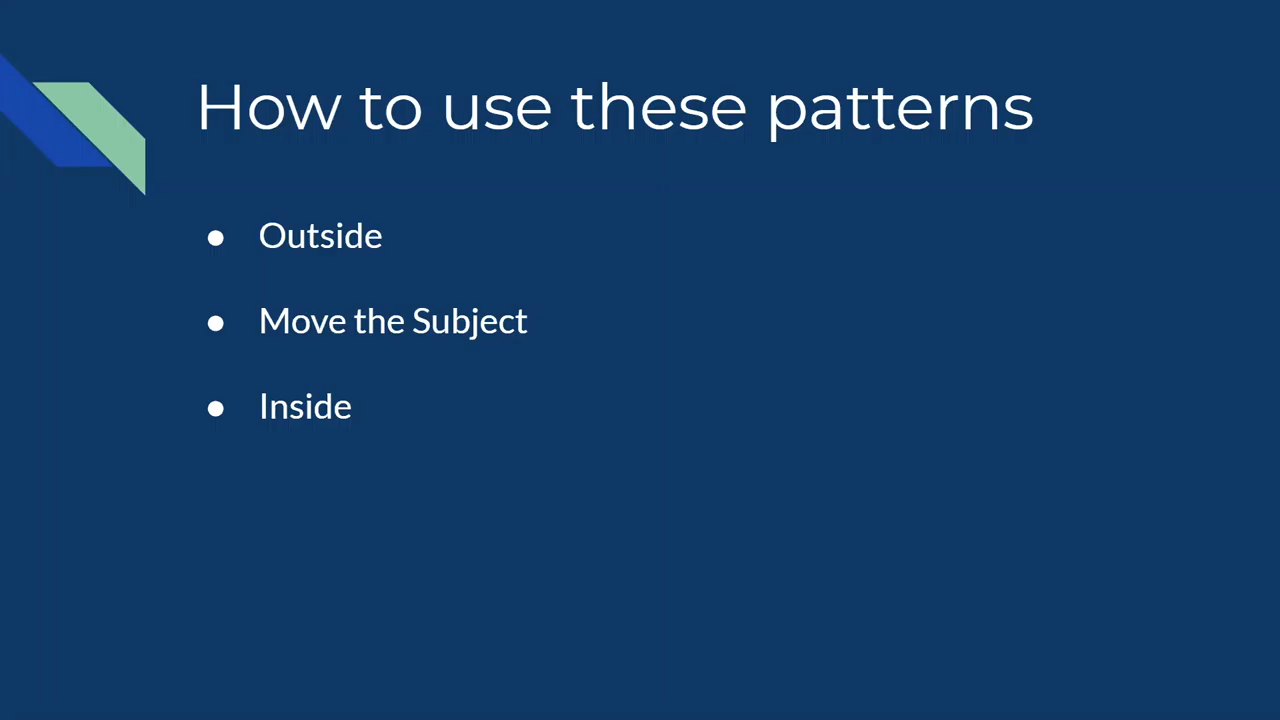 How to use these patterns
● Outside
● Move the Subject
● Inside